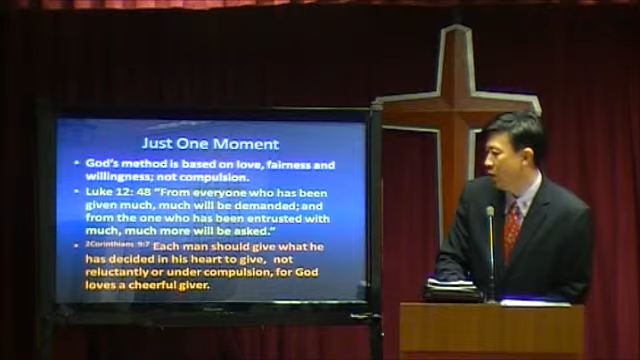 Just One Moment
• God's method is based on love, fairness and
willingness; not compulsion.
• Luke 12: 48 "From everyone who has been
given much, much will be demanded; and
from the one who has been entrusted with
much, much more will be asked."
• 2Corinthians 9:7 Each man should give what he
has decided in his heart to give, not
reluctantly or under compulsion, for God
loves a cheerful giver.